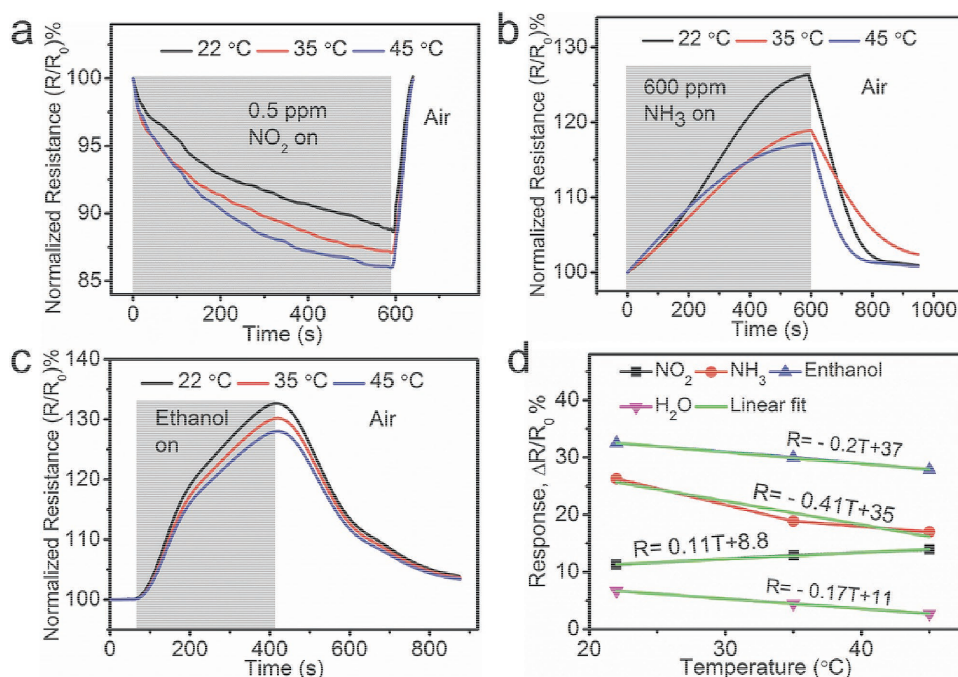 a
22 °C 35 °C 45 °C
Normalized Resistance (R/R₀)%
100
95
90
85
0.5 ppm
NO₂ on
Air
0 200 400 600
Time (s)
b
22 °C 35 °C 45 °C
Normalized Resistance (R/R₀)%
130
120
110
100
600 ppm
NH₃ on
Air
0 200 400 600 800 1000
Time (s)
c
22 °C 35 °C 45 °C
Normalized Resistance (R/R₀)%
140
130
120
110
100
Ethanol
on
Air
0 200 400 600 800
Time (s)
d
NO₂ NH₃ Enthanol
H₂O Linear fit
Response, ΔR/R₀ %
40
30
20
10
0
R= - 0.2T+37
R= - 0.41T+35
R= 0.11T+8.8
R= - 0.17T+11
20 30 40
Temperature (°C)